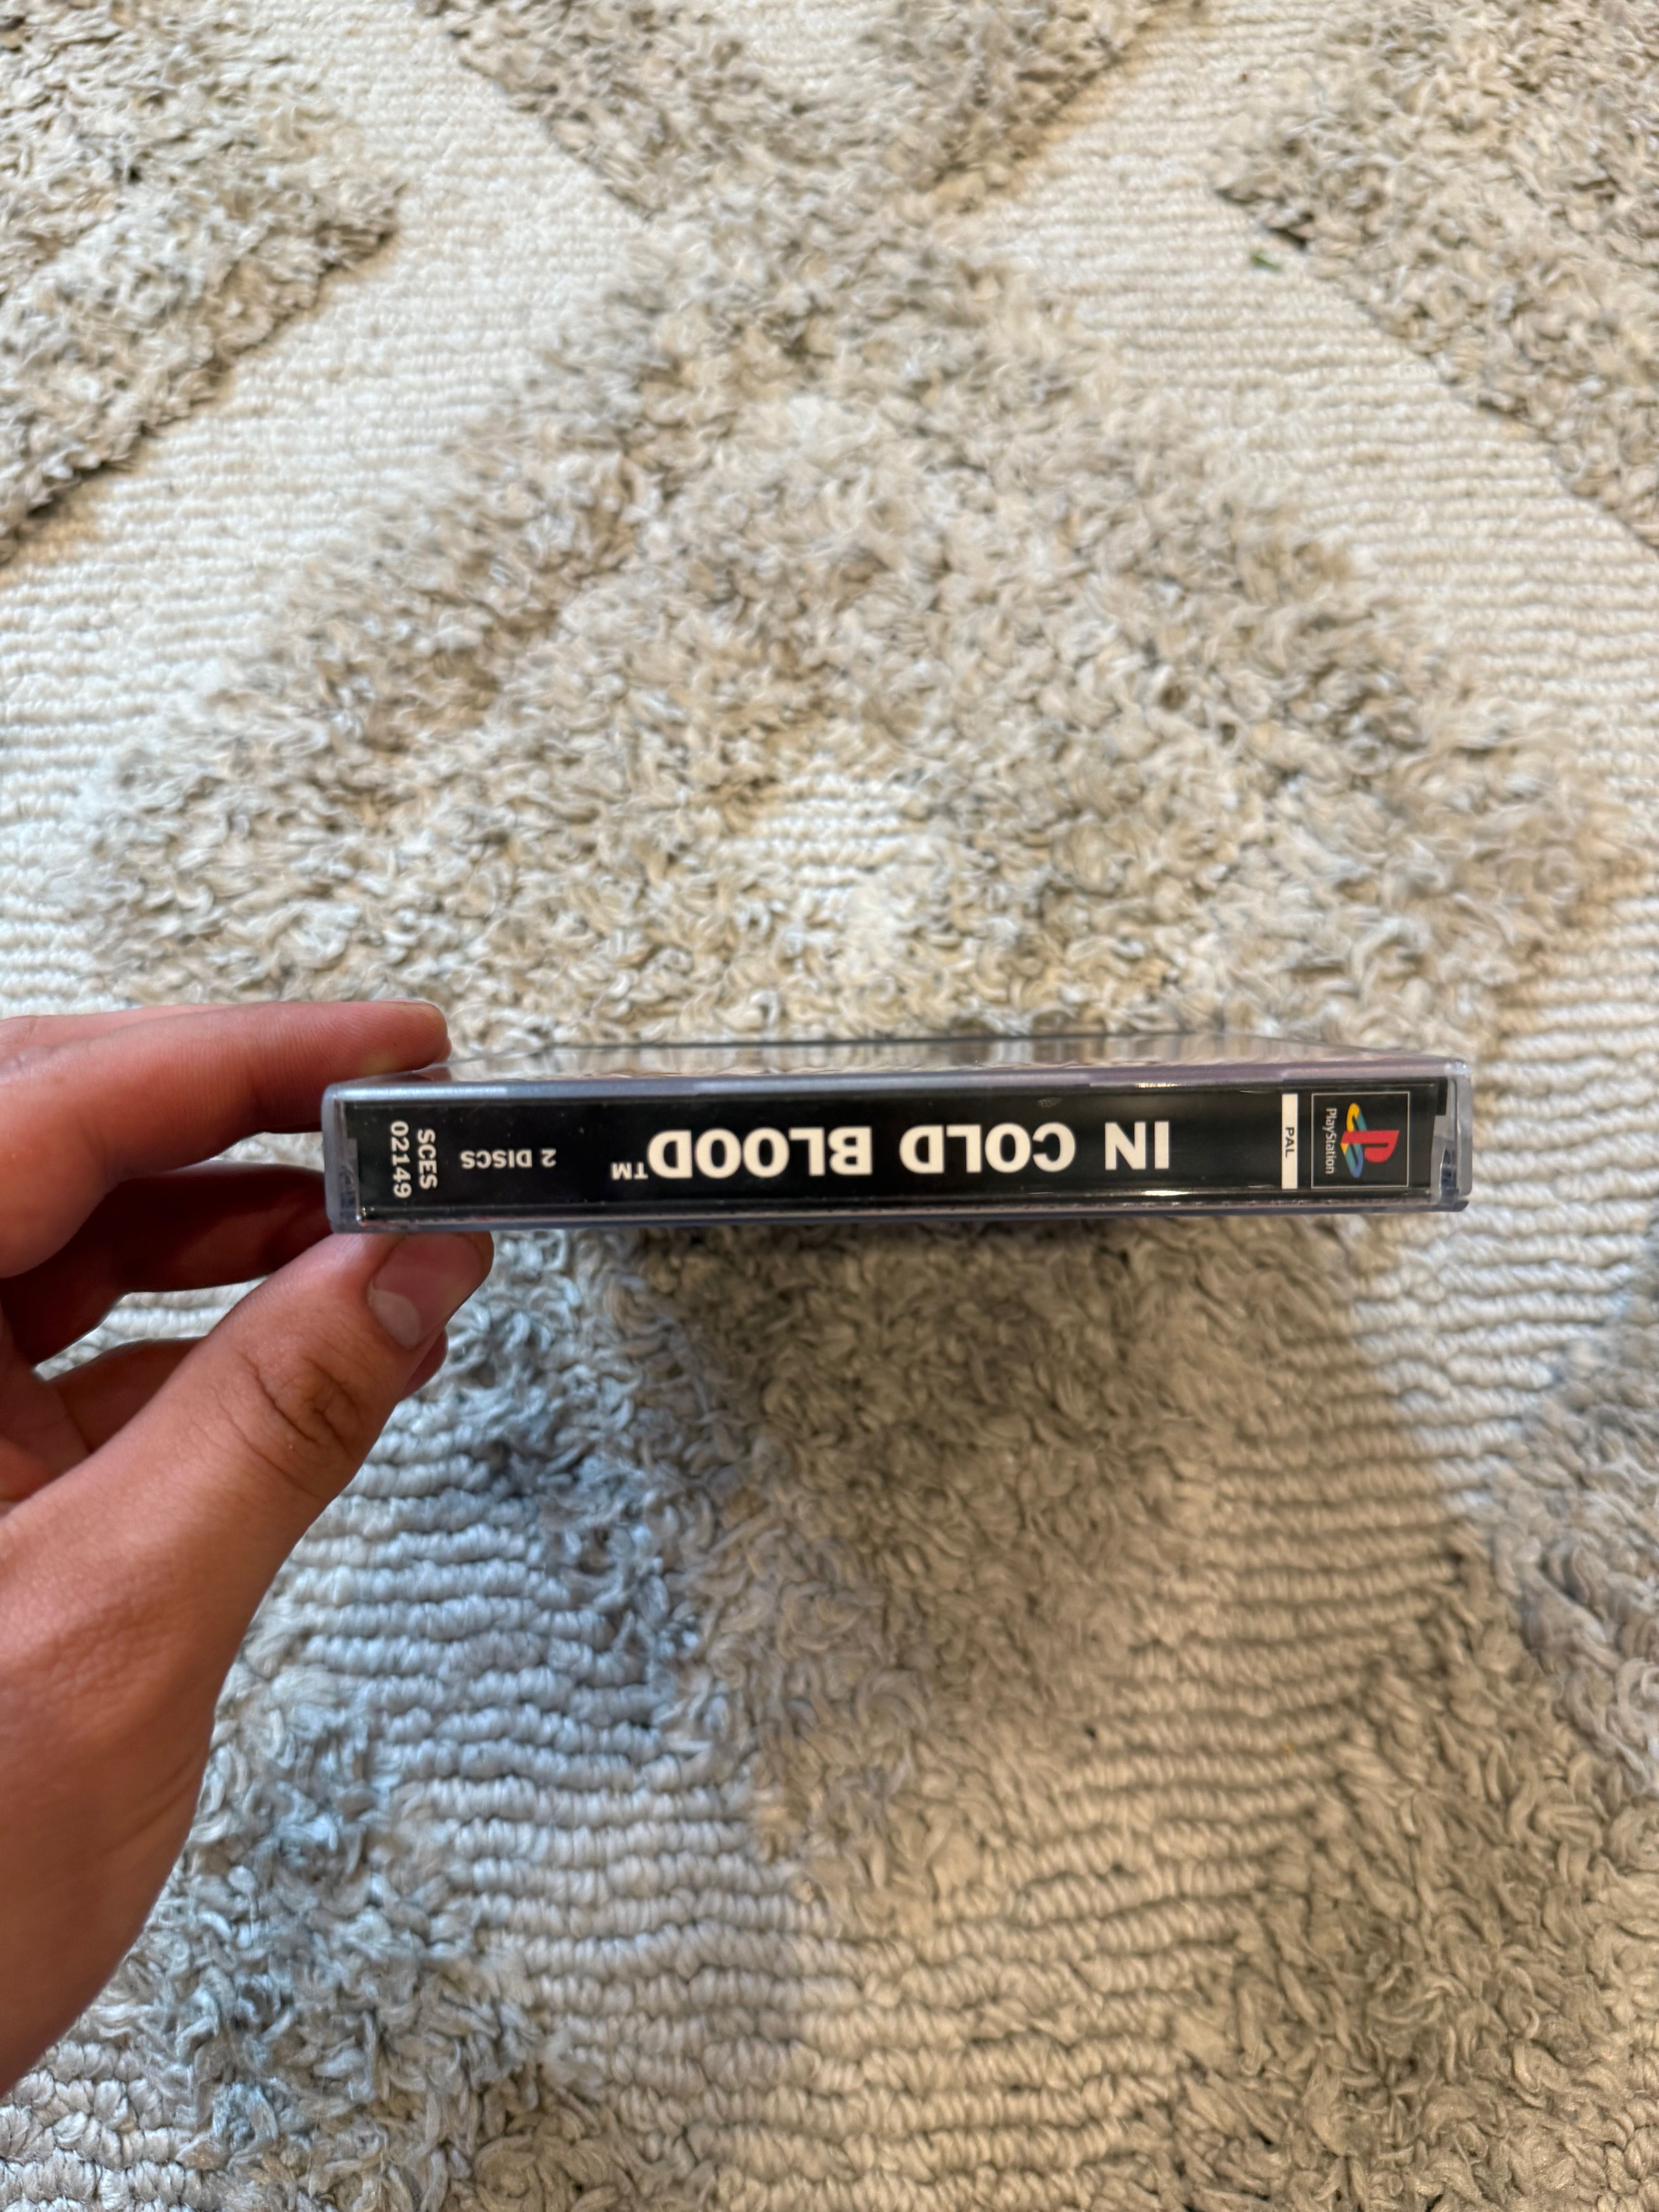 PlayStation
PAL
IN COLD BLOOD™
2 DISCS
SCES
02149